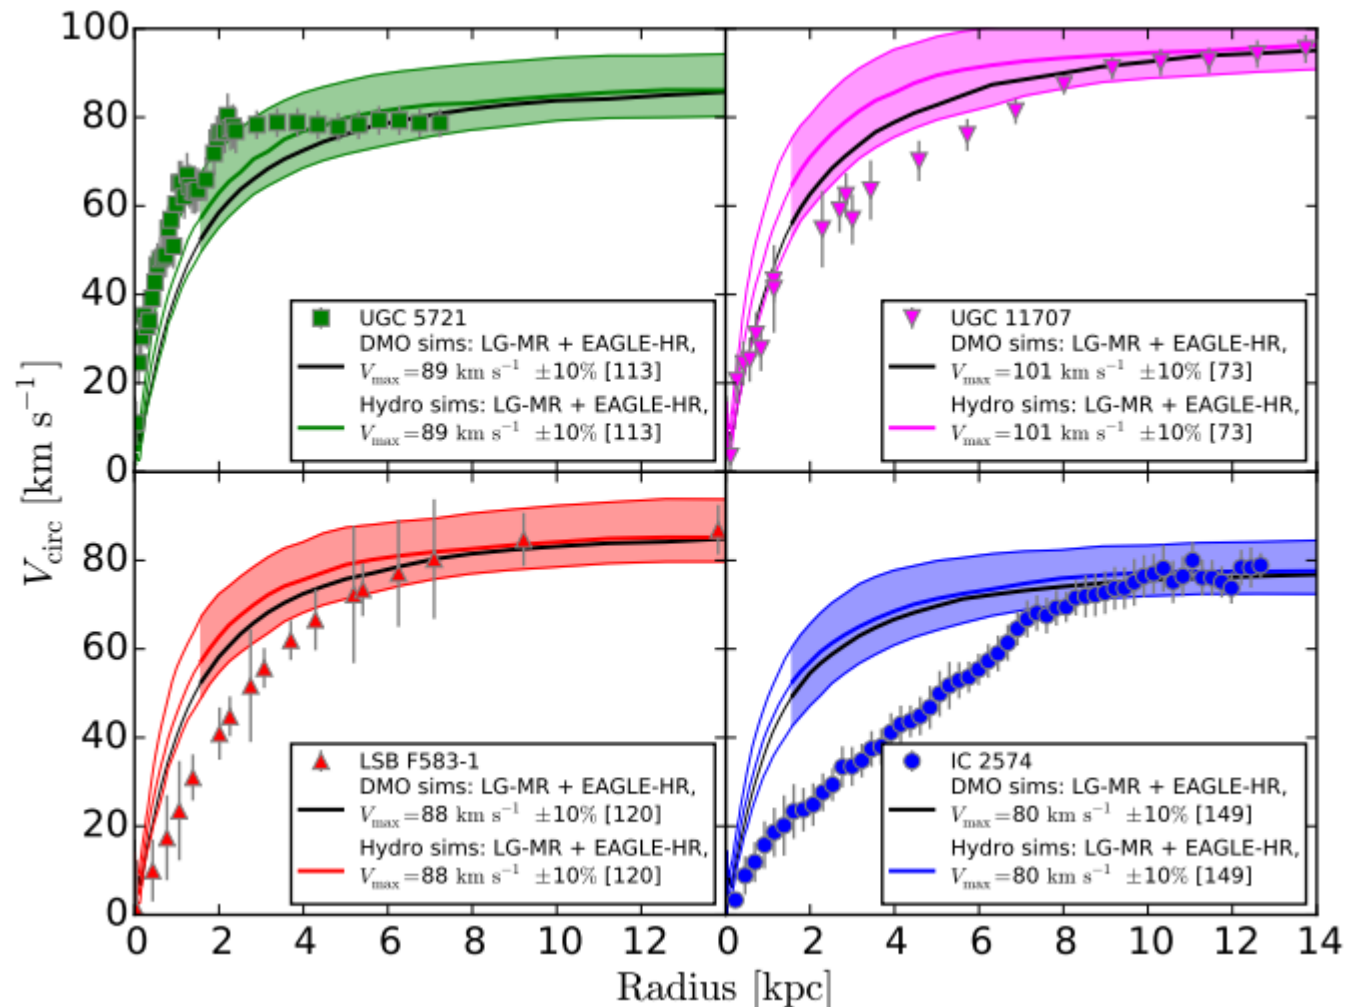 100
80
60
40
20
0
UGC 5721
DMO sims: LG-MR + EAGLE-HR,
V_max=89 km s⁻¹ ±10% [113]
Hydro sims: LG-MR + EAGLE-HR,
V_max=89 km s⁻¹ ±10% [113]
UGC 11707
DMO sims: LG-MR + EAGLE-HR,
V_max=101 km s⁻¹ ±10% [73]
Hydro sims: LG-MR + EAGLE-HR,
V_max=101 km s⁻¹ ±10% [73]
V_circ [km s⁻¹]
80
60
40
20
0
LSB F583-1
DMO sims: LG-MR + EAGLE-HR,
V_max=88 km s⁻¹ ±10% [120]
Hydro sims: LG-MR + EAGLE-HR,
V_max=88 km s⁻¹ ±10% [120]
IC 2574
DMO sims: LG-MR + EAGLE-HR,
V_max=80 km s⁻¹ ±10% [149]
Hydro sims: LG-MR + EAGLE-HR,
V_max=80 km s⁻¹ ±10% [149]
0 2 4 6 8 10 12 0 2 4 6 8 10 12 14
Radius [kpc]